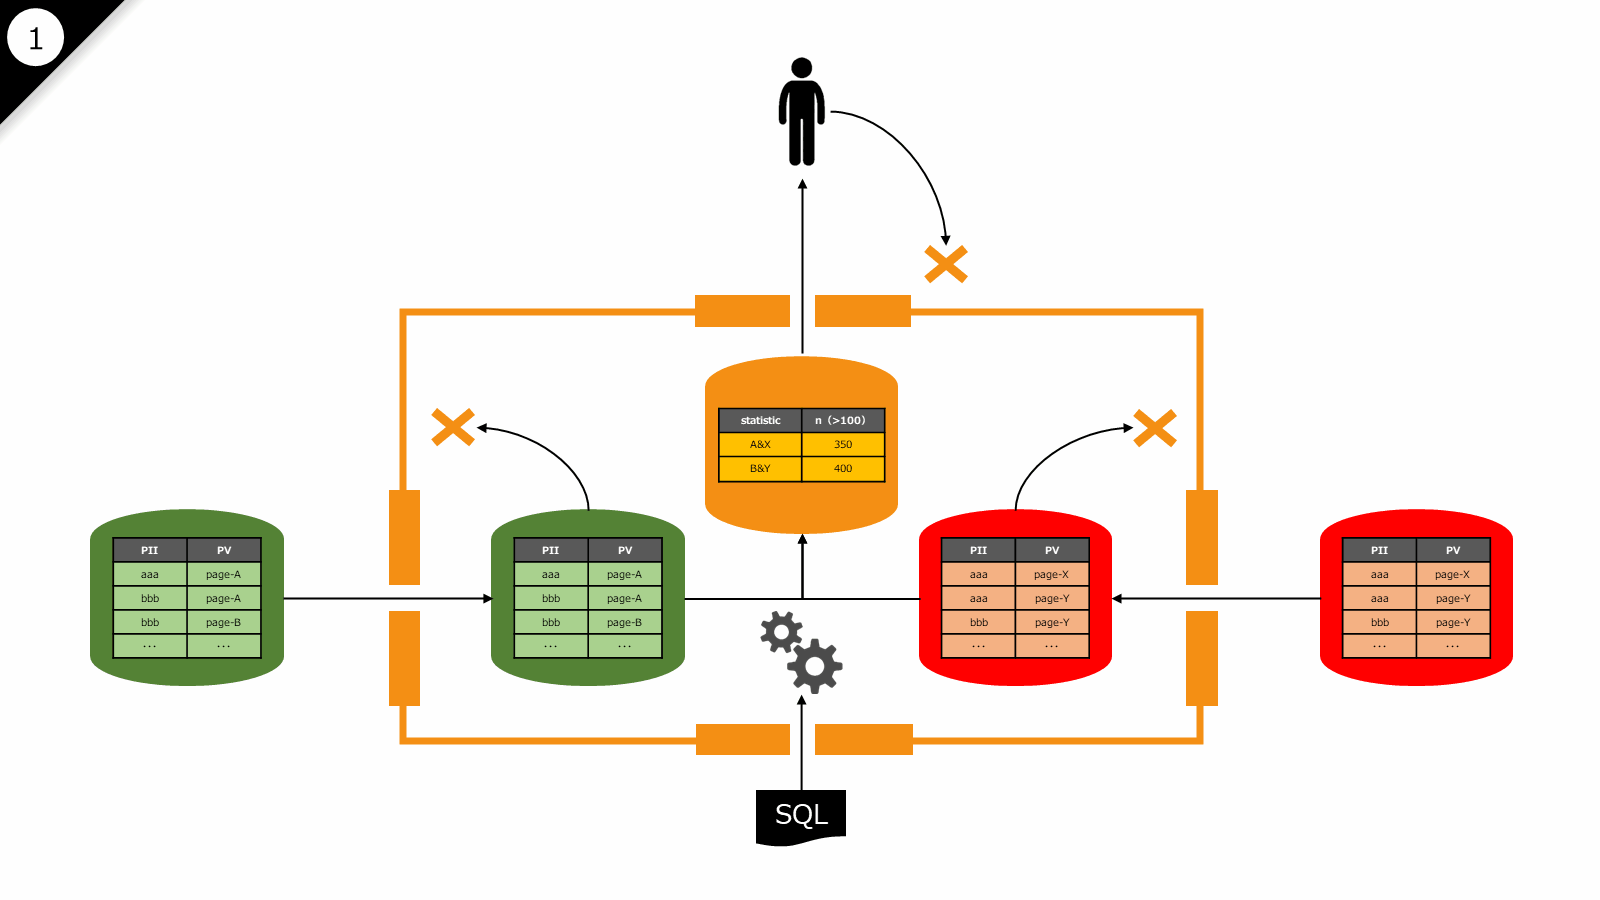 1
statistic n（>100）
A&X 350
B&Y 400
PII PV
aaa page-A
bbb page-A
bbb page-B
… …
PII PV
aaa page-A
bbb page-A
bbb page-B
… …
PII PV
aaa page-X
aaa page-Y
bbb page-Y
… …
PII PV
aaa page-X
aaa page-Y
bbb page-Y
… …
SQL